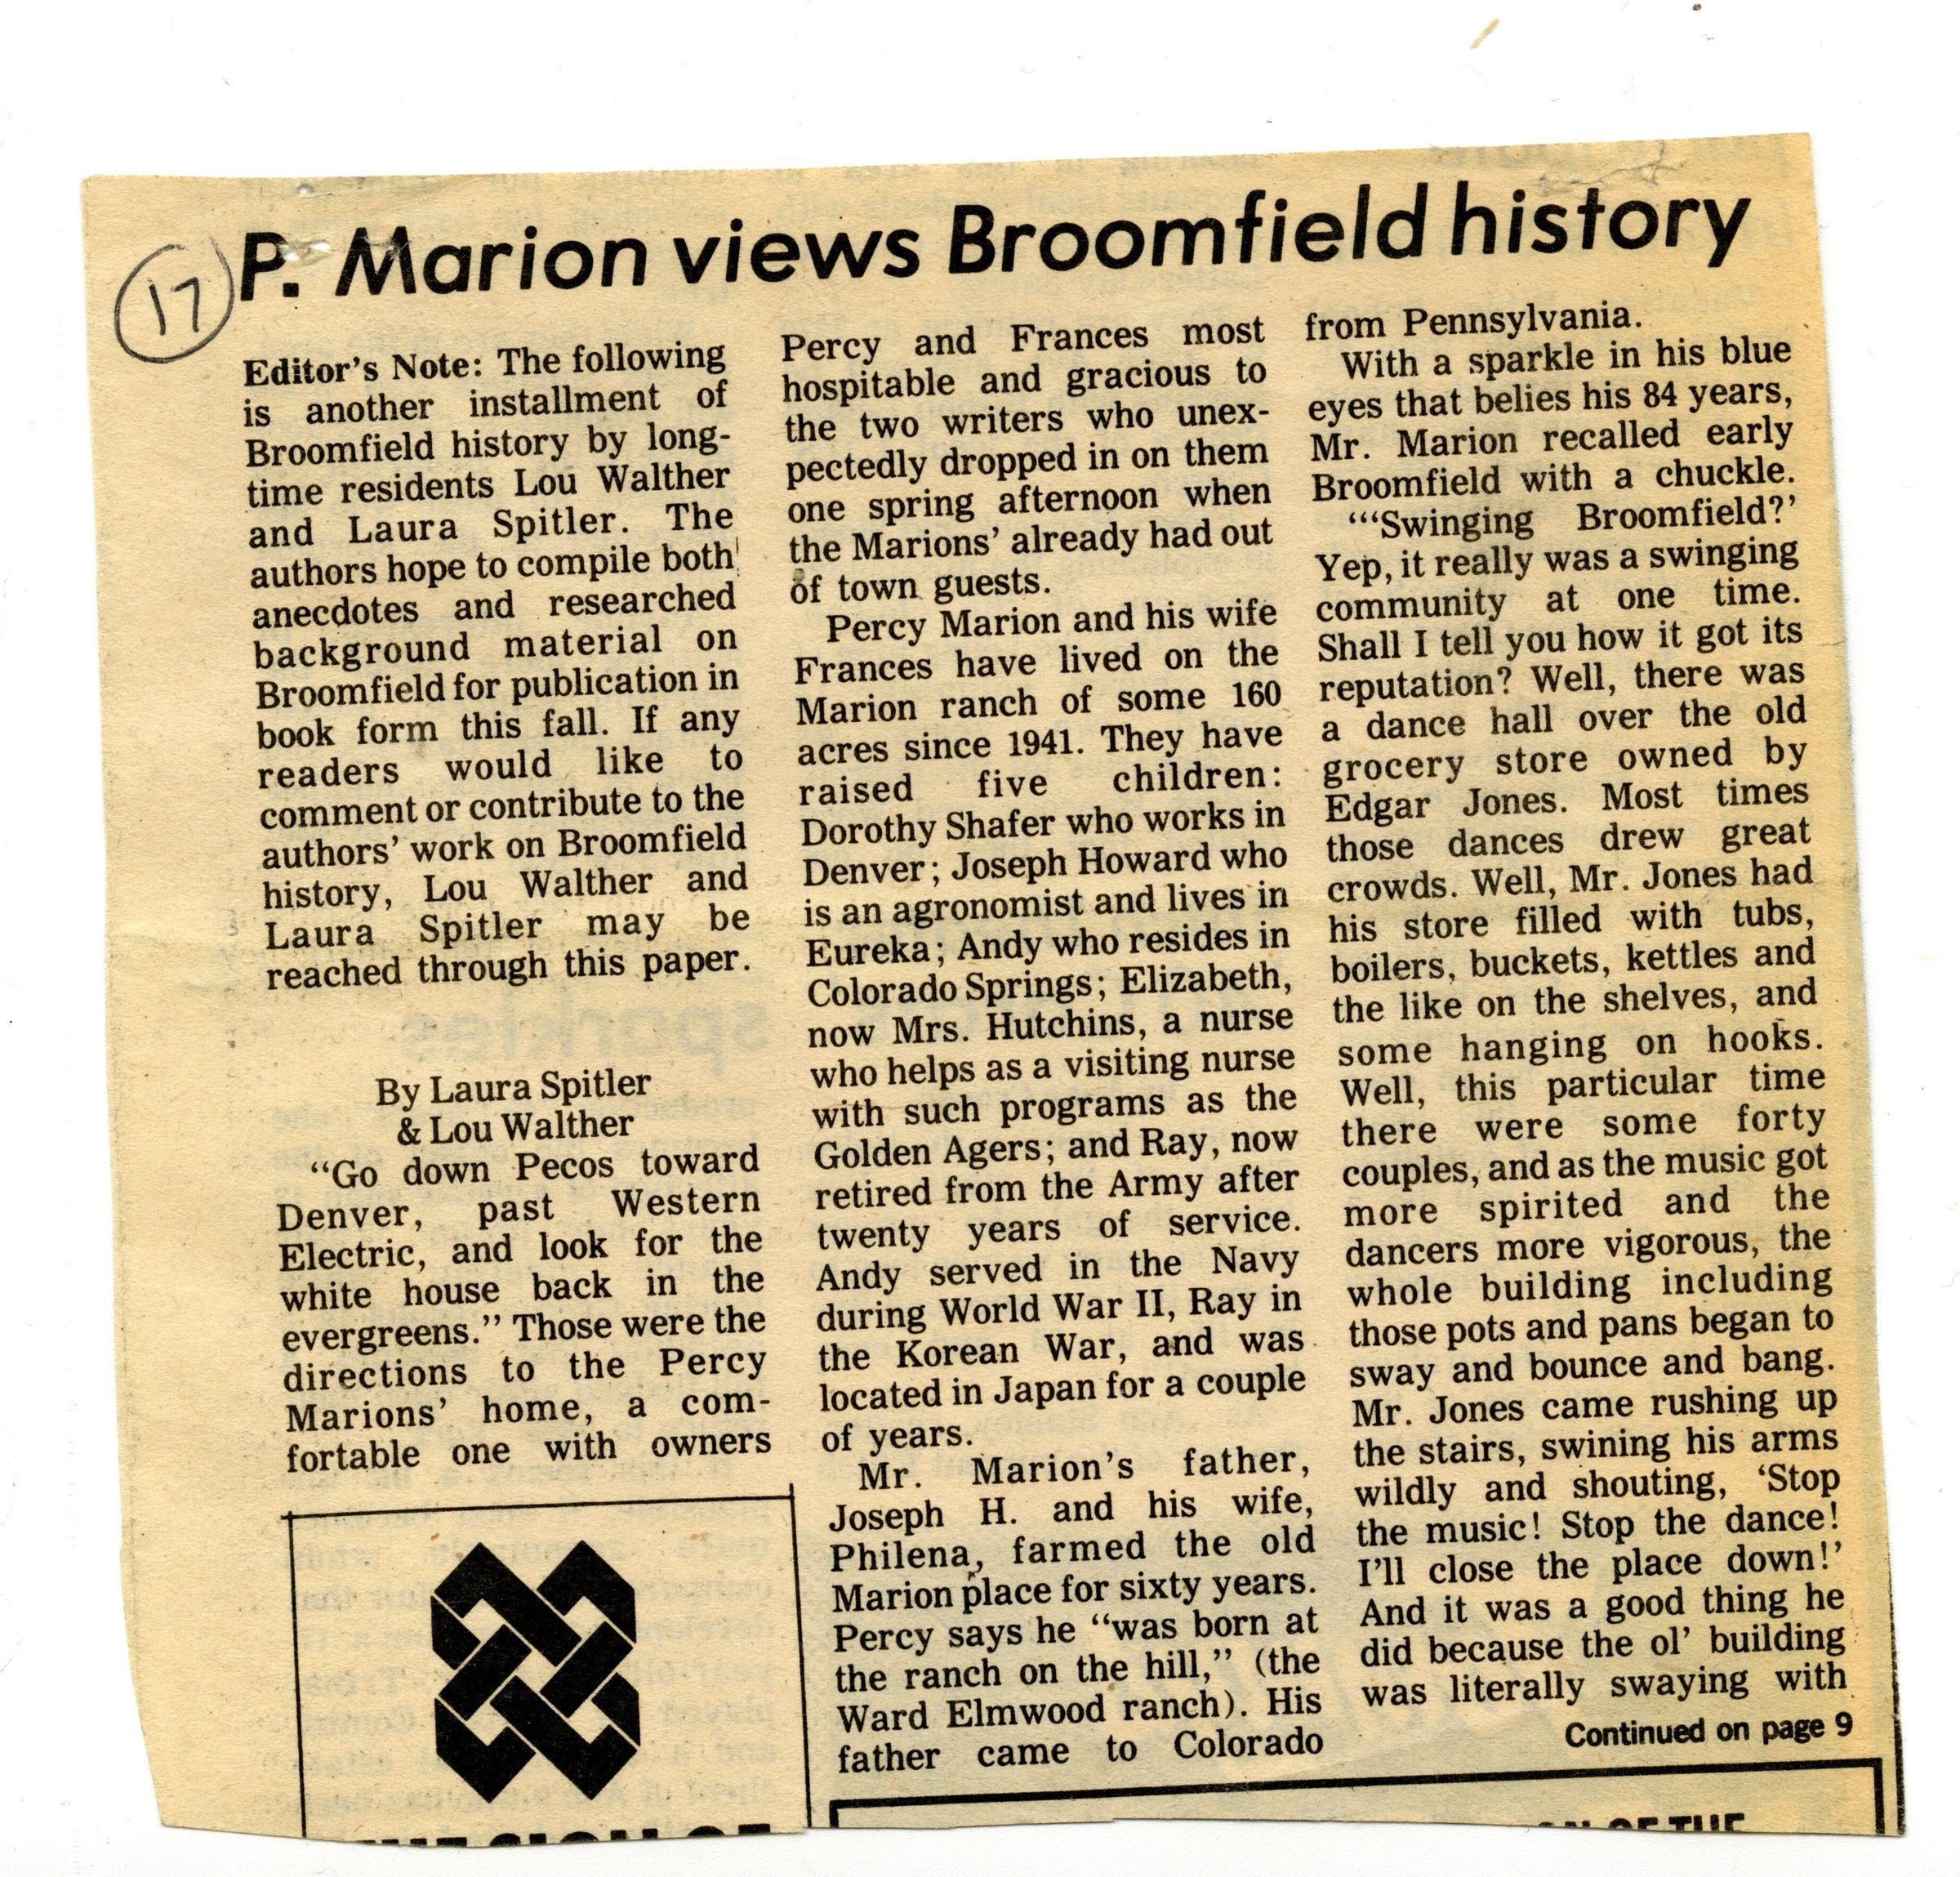 17
P. Marion views Broomfield history
Editor's Note: The following
is another installment of
Broomfield history by long-
time residents Lou Walther
and Laura Spitler. The
authors hope to compile both
anecdotes and researched
background material on
Broomfield for publication in
book form this fall. If any
readers would like to
comment or contribute to the
authors' work on Broomfield
history, Lou Walther and
Laura Spitler may be
reached through this paper.
By Laura Spitler
& Lou Walther
"Go down Pecos toward
Denver, past Western
Electric, and look for the
white house back in the
evergreens." Those were the
directions to the Percy
Marions' home, a com-
fortable one with owners
Percy and Frances most
hospitable and gracious to
the two writers who unex-
pectedly dropped in on them
one spring afternoon when
the Marions' already had out
of town guests.
Percy Marion and his wife
Frances have lived on the
Marion ranch of some 160
acres since 1941. They have
raised five children:
Dorothy Shafer who works in
Denver; Joseph Howard who
is an agronomist and lives in
Eureka; Andy who resides in
Colorado Springs; Elizabeth,
now Mrs. Hutchins, a nurse
who helps as a visiting nurse
with such programs as the
Golden Agers; and Ray, now
retired from the Army after
twenty years of service.
Andy served in the Navy
during World War II, Ray in
the Korean War, and was
located in Japan for a couple
of years.
Mr. Marion's father,
Joseph H. and his wife,
Philena, farmed the old
Marion place for sixty years.
Percy says he "was born at
the ranch on the hill," (the
Ward Elmwood ranch). His
father came to Colorado
from Pennsylvania.
With a sparkle in his blue
eyes that belies his 84 years,
Mr. Marion recalled early
Broomfield with a chuckle.
"'Swinging Broomfield?'
Yep, it really was a swinging
community at one time.
Shall I tell you how it got its
reputation? Well, there was
a dance hall over the old
grocery store owned by
Edgar Jones. Most times
those dances drew great
crowds. Well, Mr. Jones had
his store filled with tubs,
boilers, buckets, kettles and
the like on the shelves, and
some hanging on hooks.
Well, this particular time
there were some forty
couples, and as the music got
more spirited and the
dancers more vigorous, the
whole building including
those pots and pans began to
sway and bounce and bang.
Mr. Jones came rushing up
the stairs, swining his arms
wildly and shouting, 'Stop
the music! Stop the dance!
I'll close the place down!'
And it was a good thing he
did because the ol' building
was literally swaying with
Continued on page 9
THE SIGN OF
OF THE